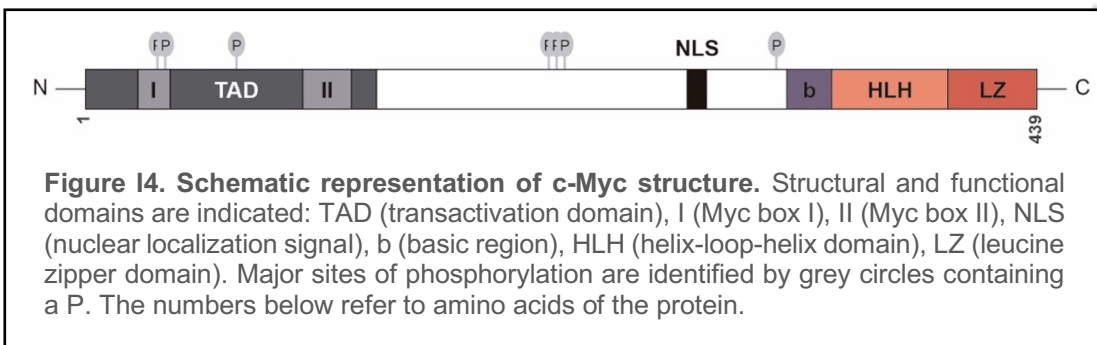 P P P P P P NLS P
N I TAD II b HLH LZ C
1 439
Figure I4. Schematic representation of c-Myc structure. Structural and functional
domains are indicated: TAD (transactivation domain), I (Myc box I), II (Myc box II), NLS
(nuclear localization signal), b (basic region), HLH (helix-loop-helix domain), LZ (leucine
zipper domain). Major sites of phosphorylation are identified by grey circles containing
a P. The numbers below refer to amino acids of the protein.